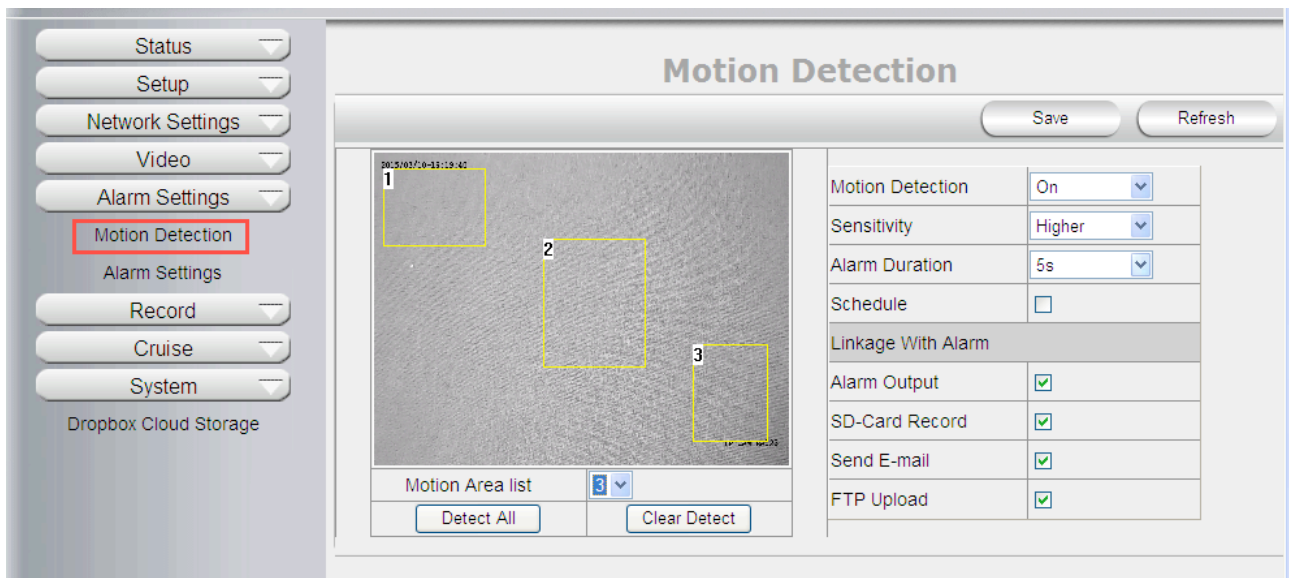 Status
Setup
Network Settings
Video
Alarm Settings
Motion Detection
Alarm Settings
Record
Cruise
System
Dropbox Cloud Storage
Motion Detection
Save
Refresh
1
2
3
Motion Area list
3
Detect All
Clear Detect
Motion Detection
On
Sensitivity
Higher
Alarm Duration
5s
Schedule
Linkage With Alarm
Alarm Output
SD-Card Record
Send E-mail
FTP Upload